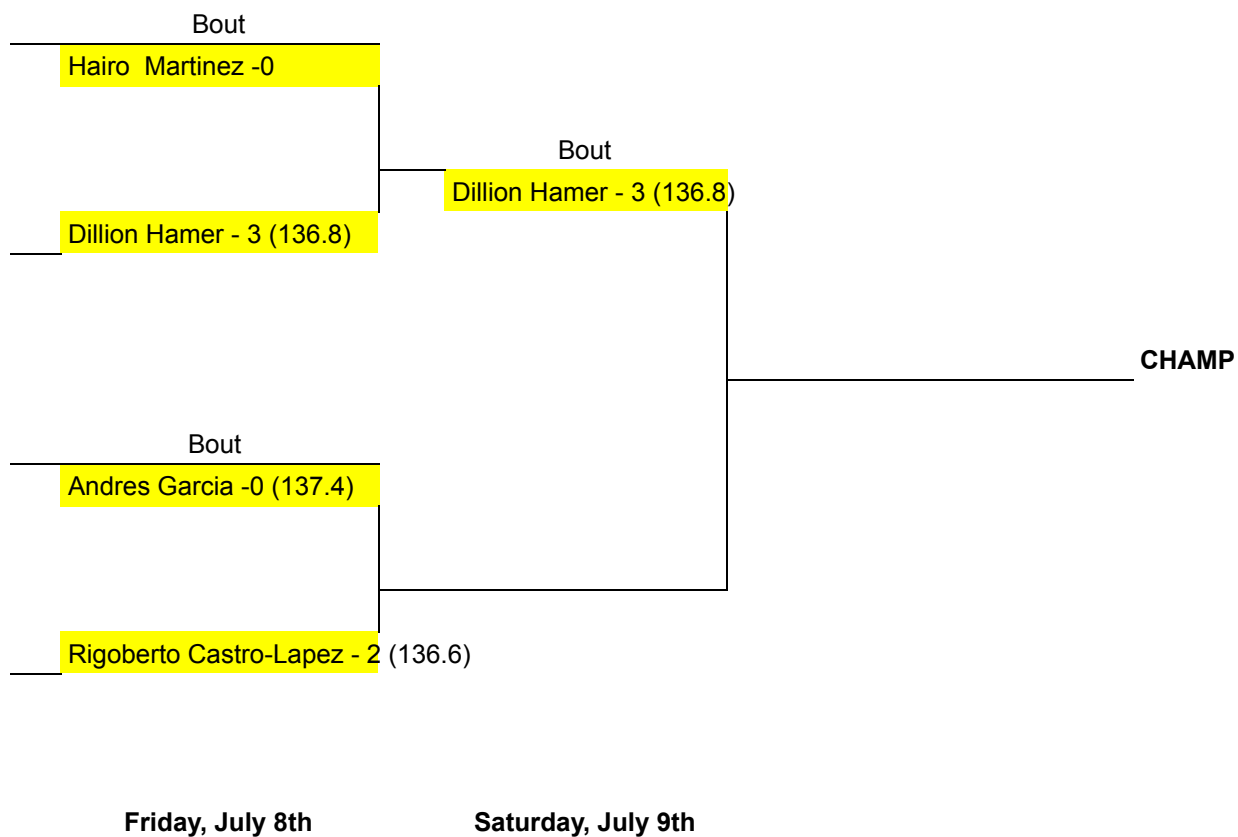 Bout
Hairo  Martinez -0
Bout
Dillion Hamer - 3 (136.8)
Dillion Hamer - 3 (136.8)
CHAMP
Bout
Andres Garcia -0 (137.4)
Rigoberto Castro-Lapez - 2 (136.6)
Friday, July 8th
Saturday, July 9th